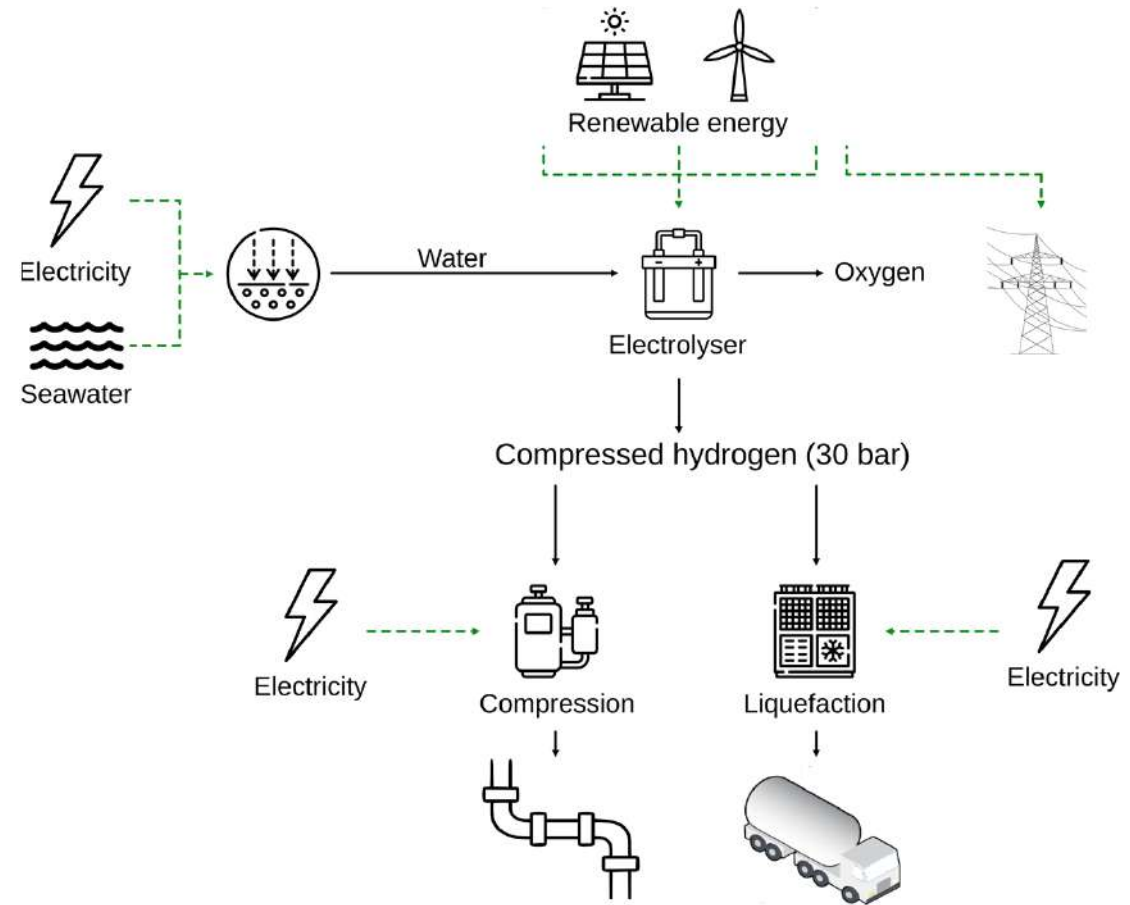 Renewable energy
Electricity
Water
Oxygen
Electrolyser
Seawater
Compressed hydrogen (30 bar)
Electricity
Compression
Liquefaction
Electricity